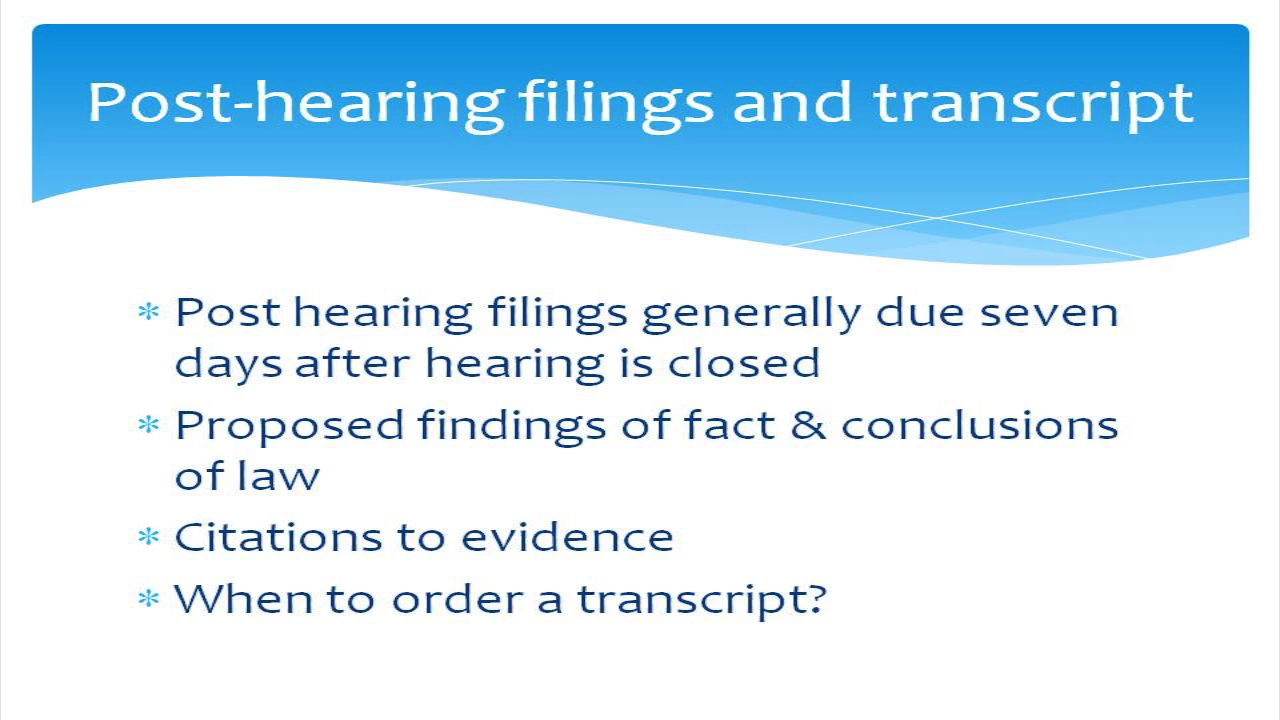 Post-hearing filings and transcript
* Post hearing filings generally due seven
days after hearing is closed
* Proposed findings of fact & conclusions
of law
* Citations to evidence
* When to order a transcript?